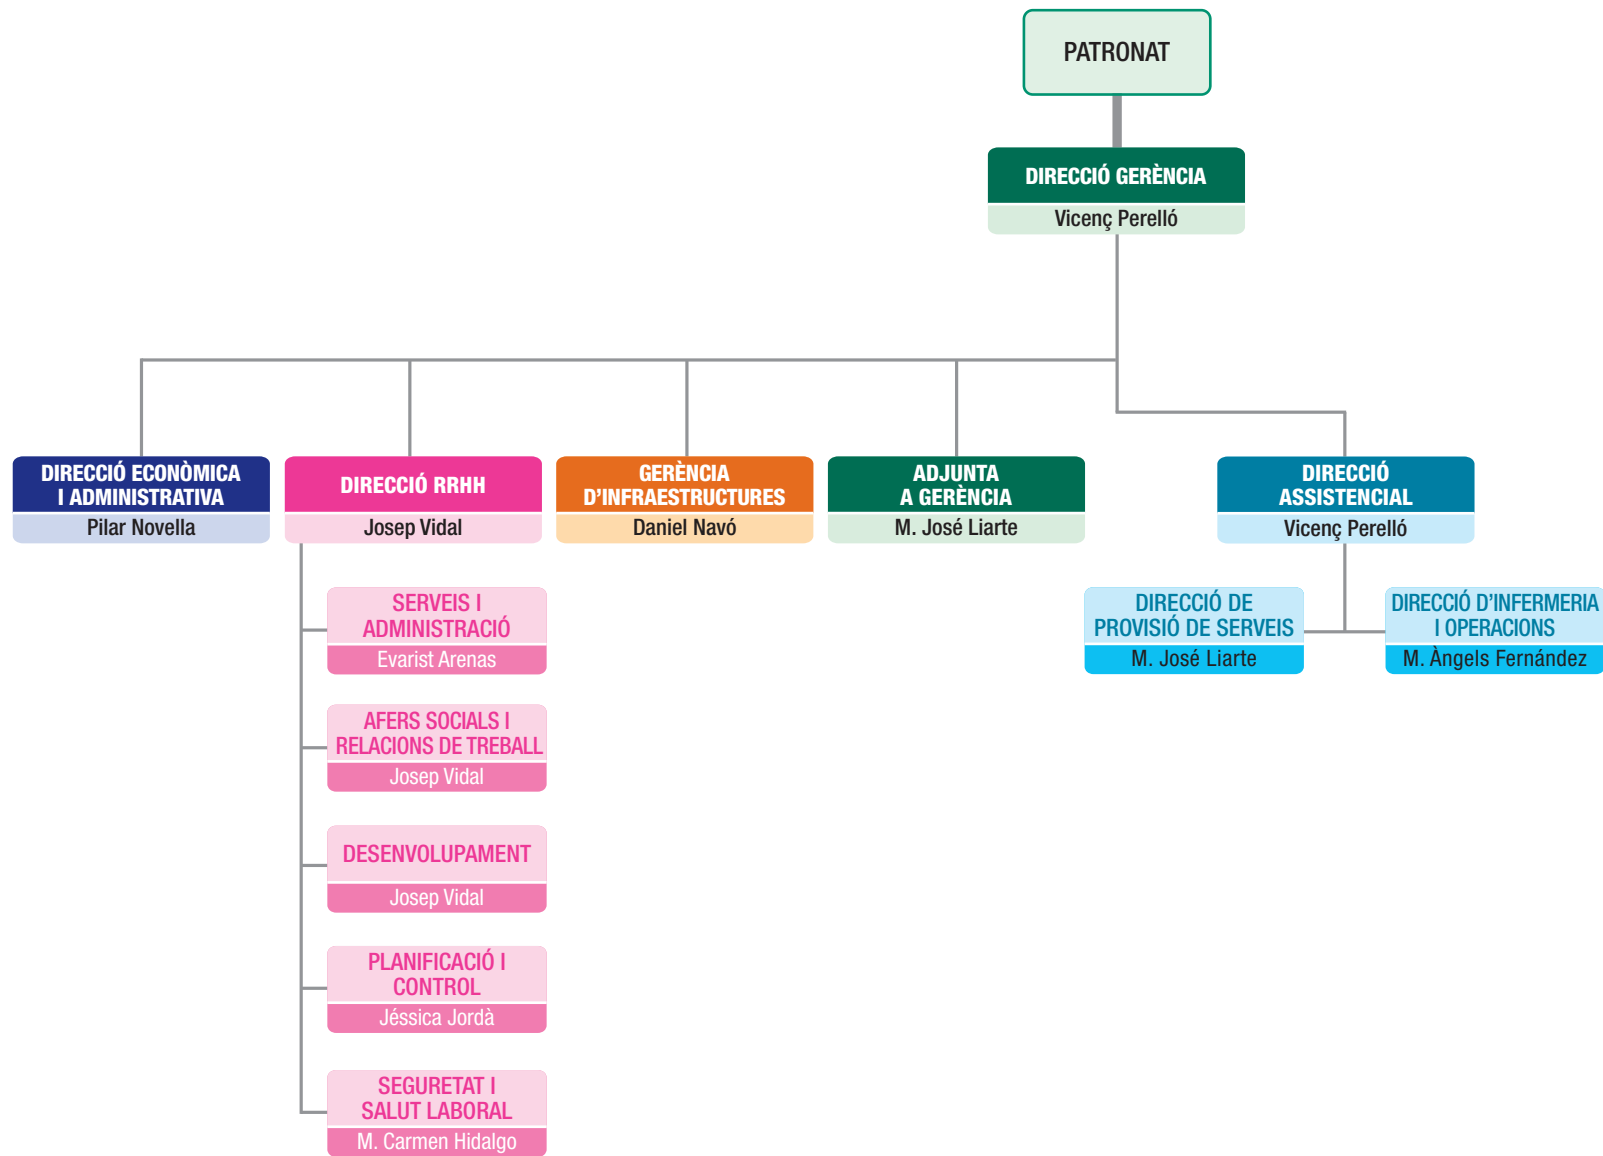 PATRONAT
DIRECCIÓ GERÈNCIA
Vicenç Perelló
DIRECCIÓ ECONÒMICA
I ADMINISTRATIVA
Pilar Novella
DIRECCIÓ RRHH
Josep Vidal
GERÈNCIA
D'INFRAESTRUCTURES
Daniel Navó
ADJUNTA
A GERÈNCIA
M. José Liarte
DIRECCIÓ
ASSISTENCIAL
Vicenç Perelló
SERVEIS I
ADMINISTRACIÓ
Evarist Arenas
AFERS SOCIALS I
RELACIONS DE TREBALL
Josep Vidal
DESENVOLUPAMENT
Josep Vidal
PLANIFICACIÓ I
CONTROL
Jéssica Jordà
SEGURETAT I
SALUT LABORAL
M. Carmen Hidalgo
DIRECCIÓ DE
PROVISIÓ DE SERVEIS
M. José Liarte
DIRECCIÓ D'INFERMERIA
I OPERACIONS
M. Àngels Fernández